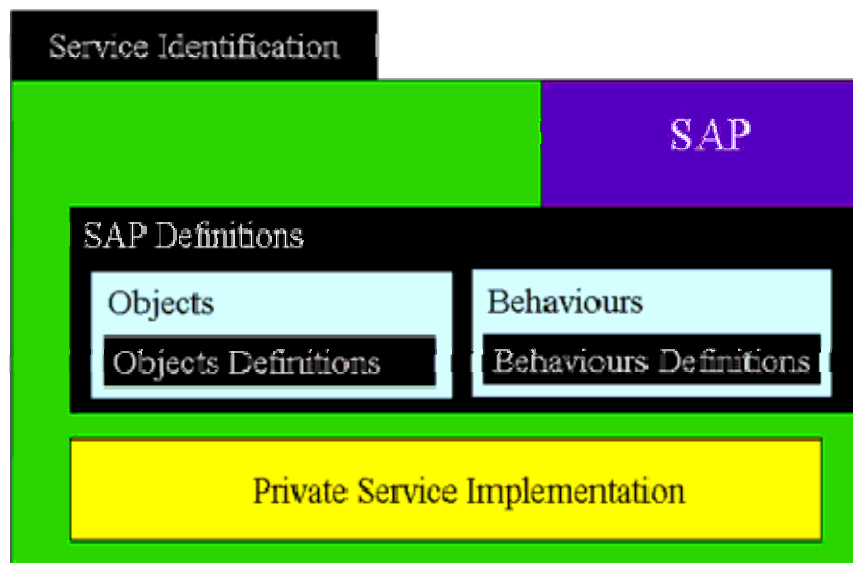 Service Identification
SAP
SAP Definitions
Objects
Objects Definitions
Behaviours
Behaviours Definitions
Private Service Implementation